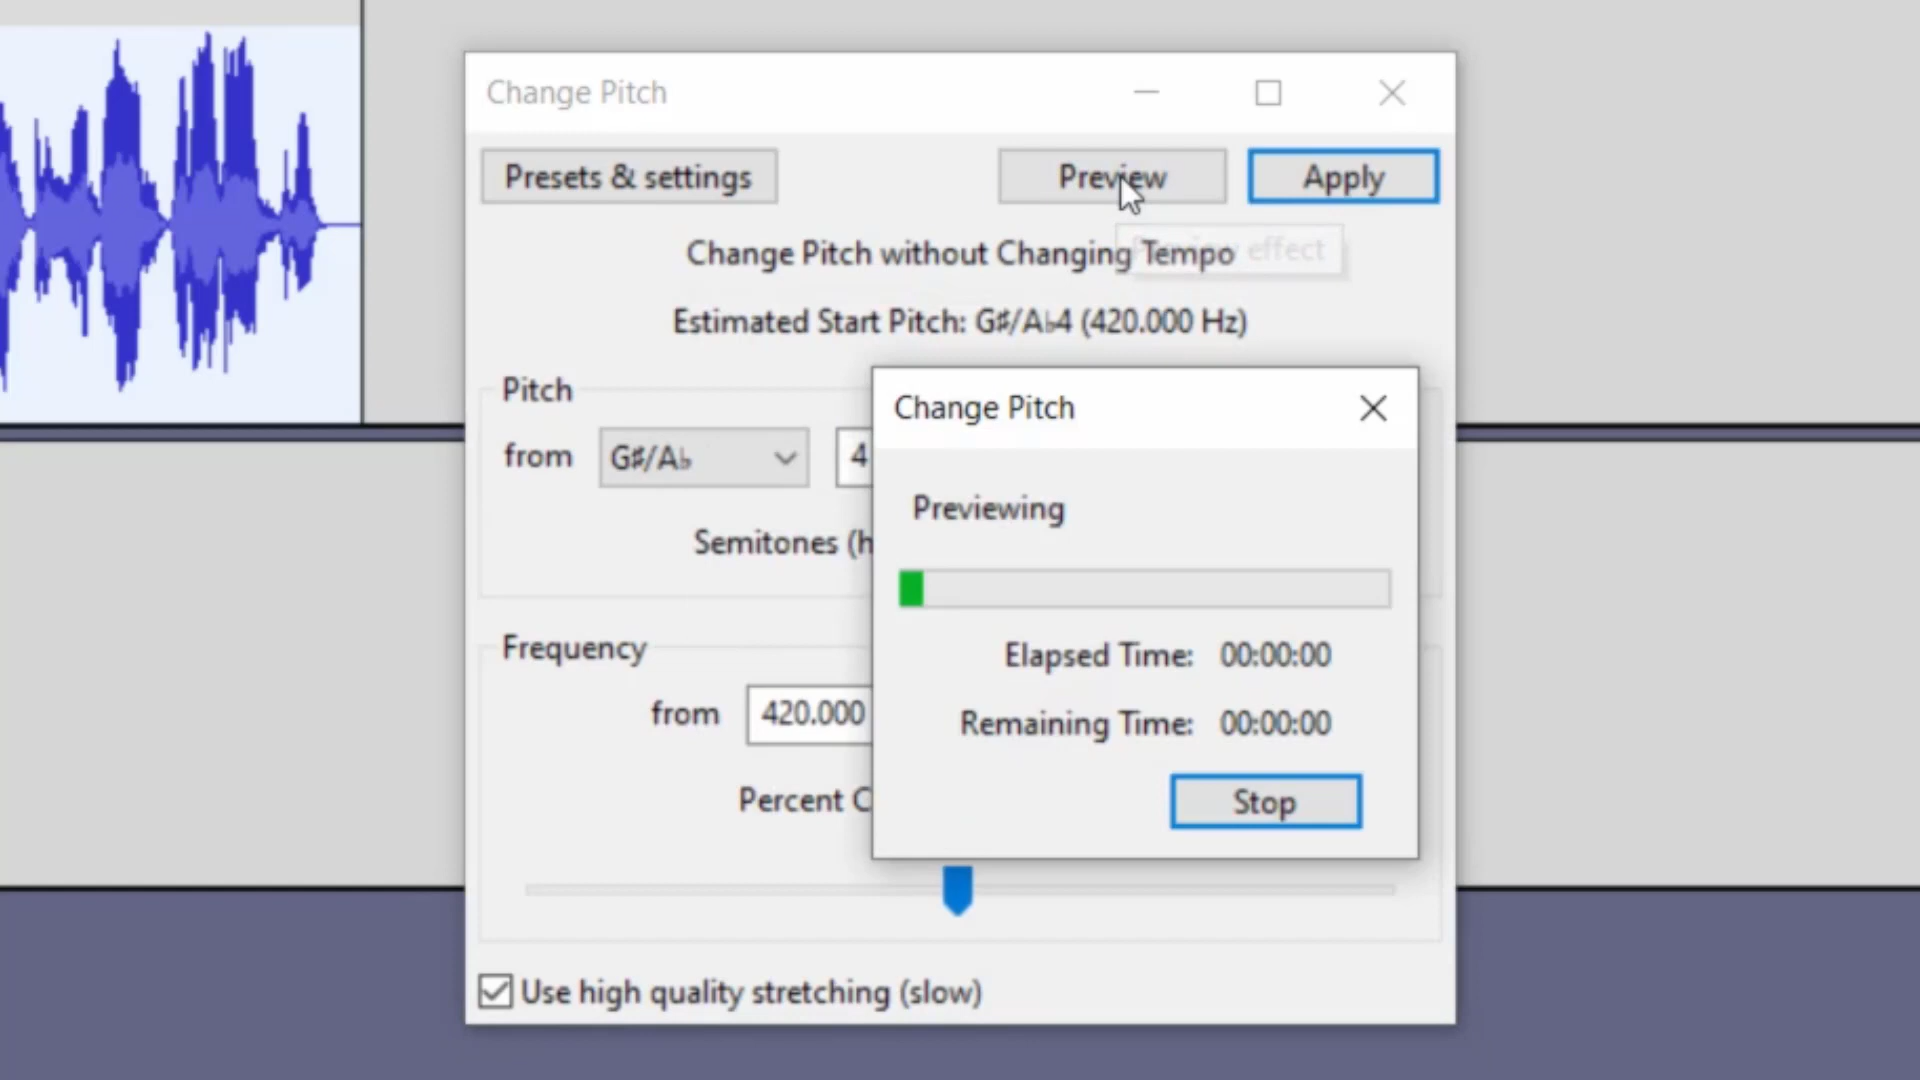 Change Pitch
Presets & settings
Preview
Apply
Preview effect
Change Pitch without Changing Tempo
Estimated Start Pitch: G♯/A♭4 (420.000 Hz)
Pitch
from G♯/A♭ 4
Semitones (h
Frequency
from 420.000
Percent C
Use high quality stretching (slow)
Change Pitch
Previewing
Elapsed Time: 00:00:00
Remaining Time: 00:00:00
Stop